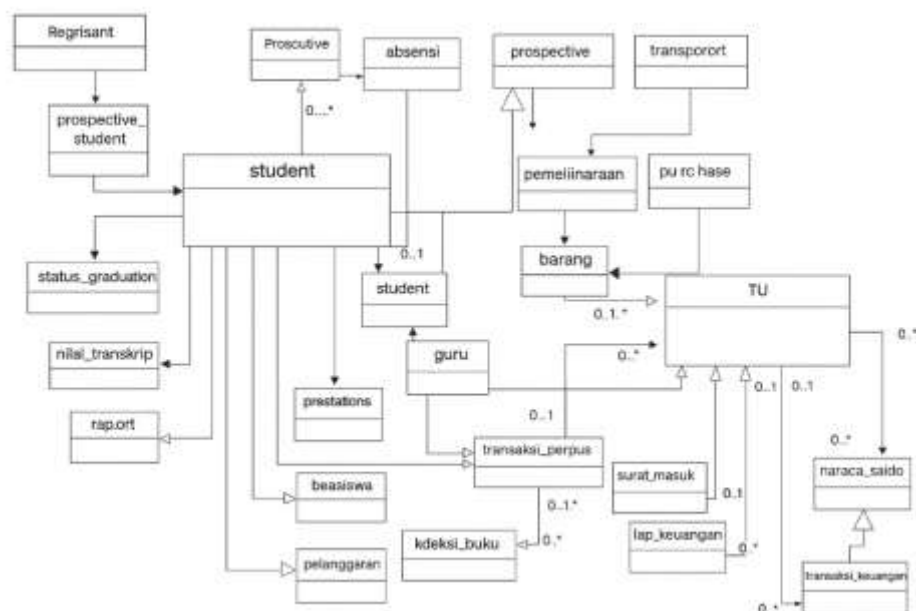 Regrisant
Proscutive
absensi
prospective
transporort
0....*
prospective_
student
student
pemeliinaraan
pu rc hase
status_graduation
0..1
student
barang
0..1.*
TU
0..*
nilai_transkrip
guru
0..*
prestations
0..1
0..1
0..1
rap.ort
transaksi_perpus
surat_masuk
0..1
0..*
naraca_saido
beasiswa
0..1.*
kdeksi_buku
0..*
lap_keuangan
0..*
pelanggaran
transaksi_keuangan
0..*